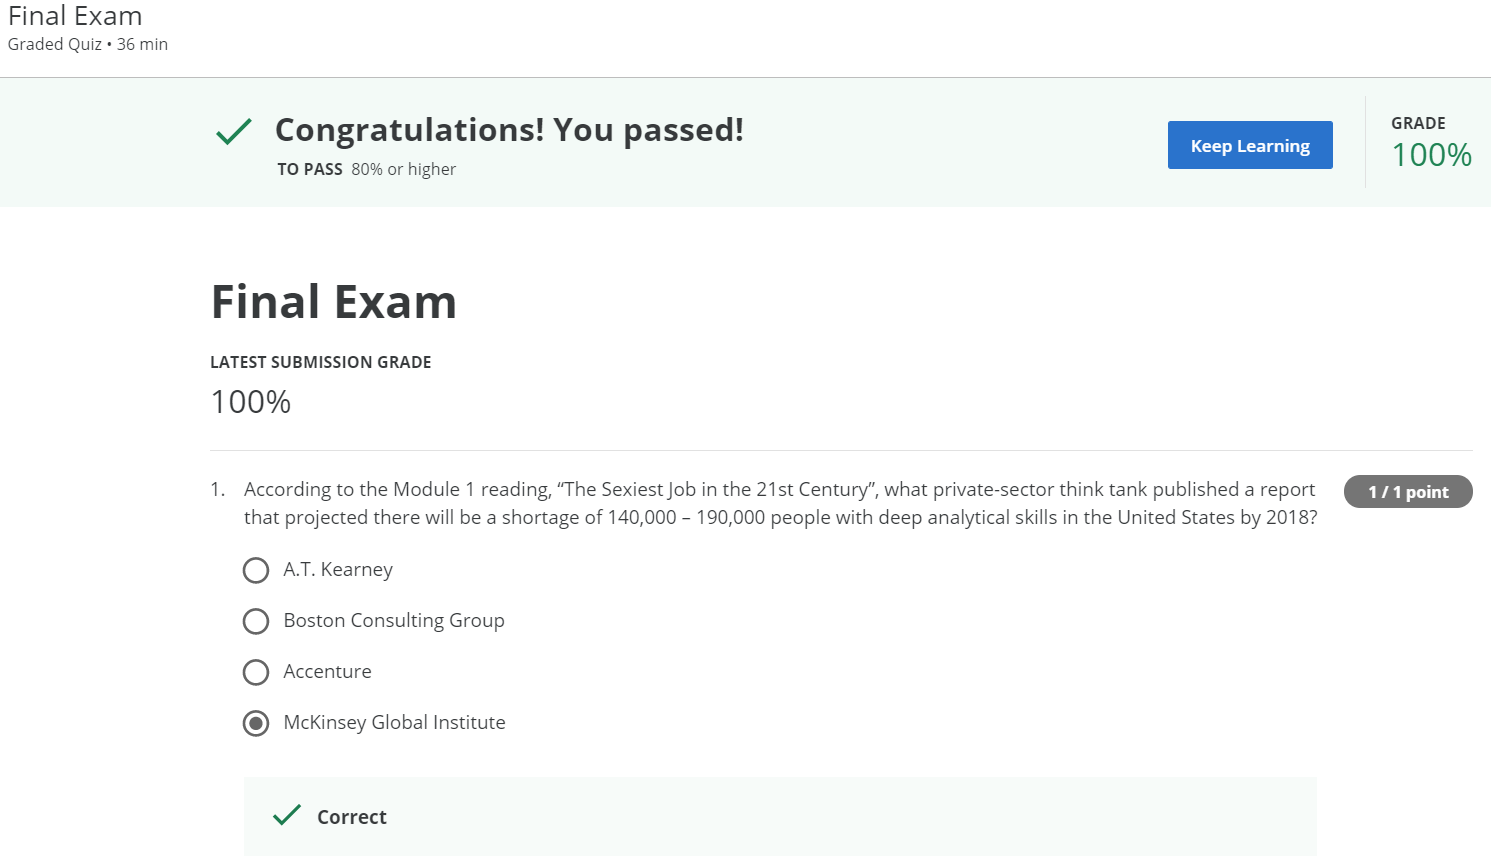 Final Exam
Graded Quiz • 36 min
Congratulations! You passed!
TO PASS 80% or higher
Keep Learning
GRADE
100%
Final Exam
LATEST SUBMISSION GRADE
100%
1. According to the Module 1 reading, “The Sexiest Job in the 21st Century”, what private-sector think tank published a report
that projected there will be a shortage of 140,000 – 190,000 people with deep analytical skills in the United States by 2018?
1 / 1 point
A.T. Kearney
Boston Consulting Group
Accenture
McKinsey Global Institute
Correct